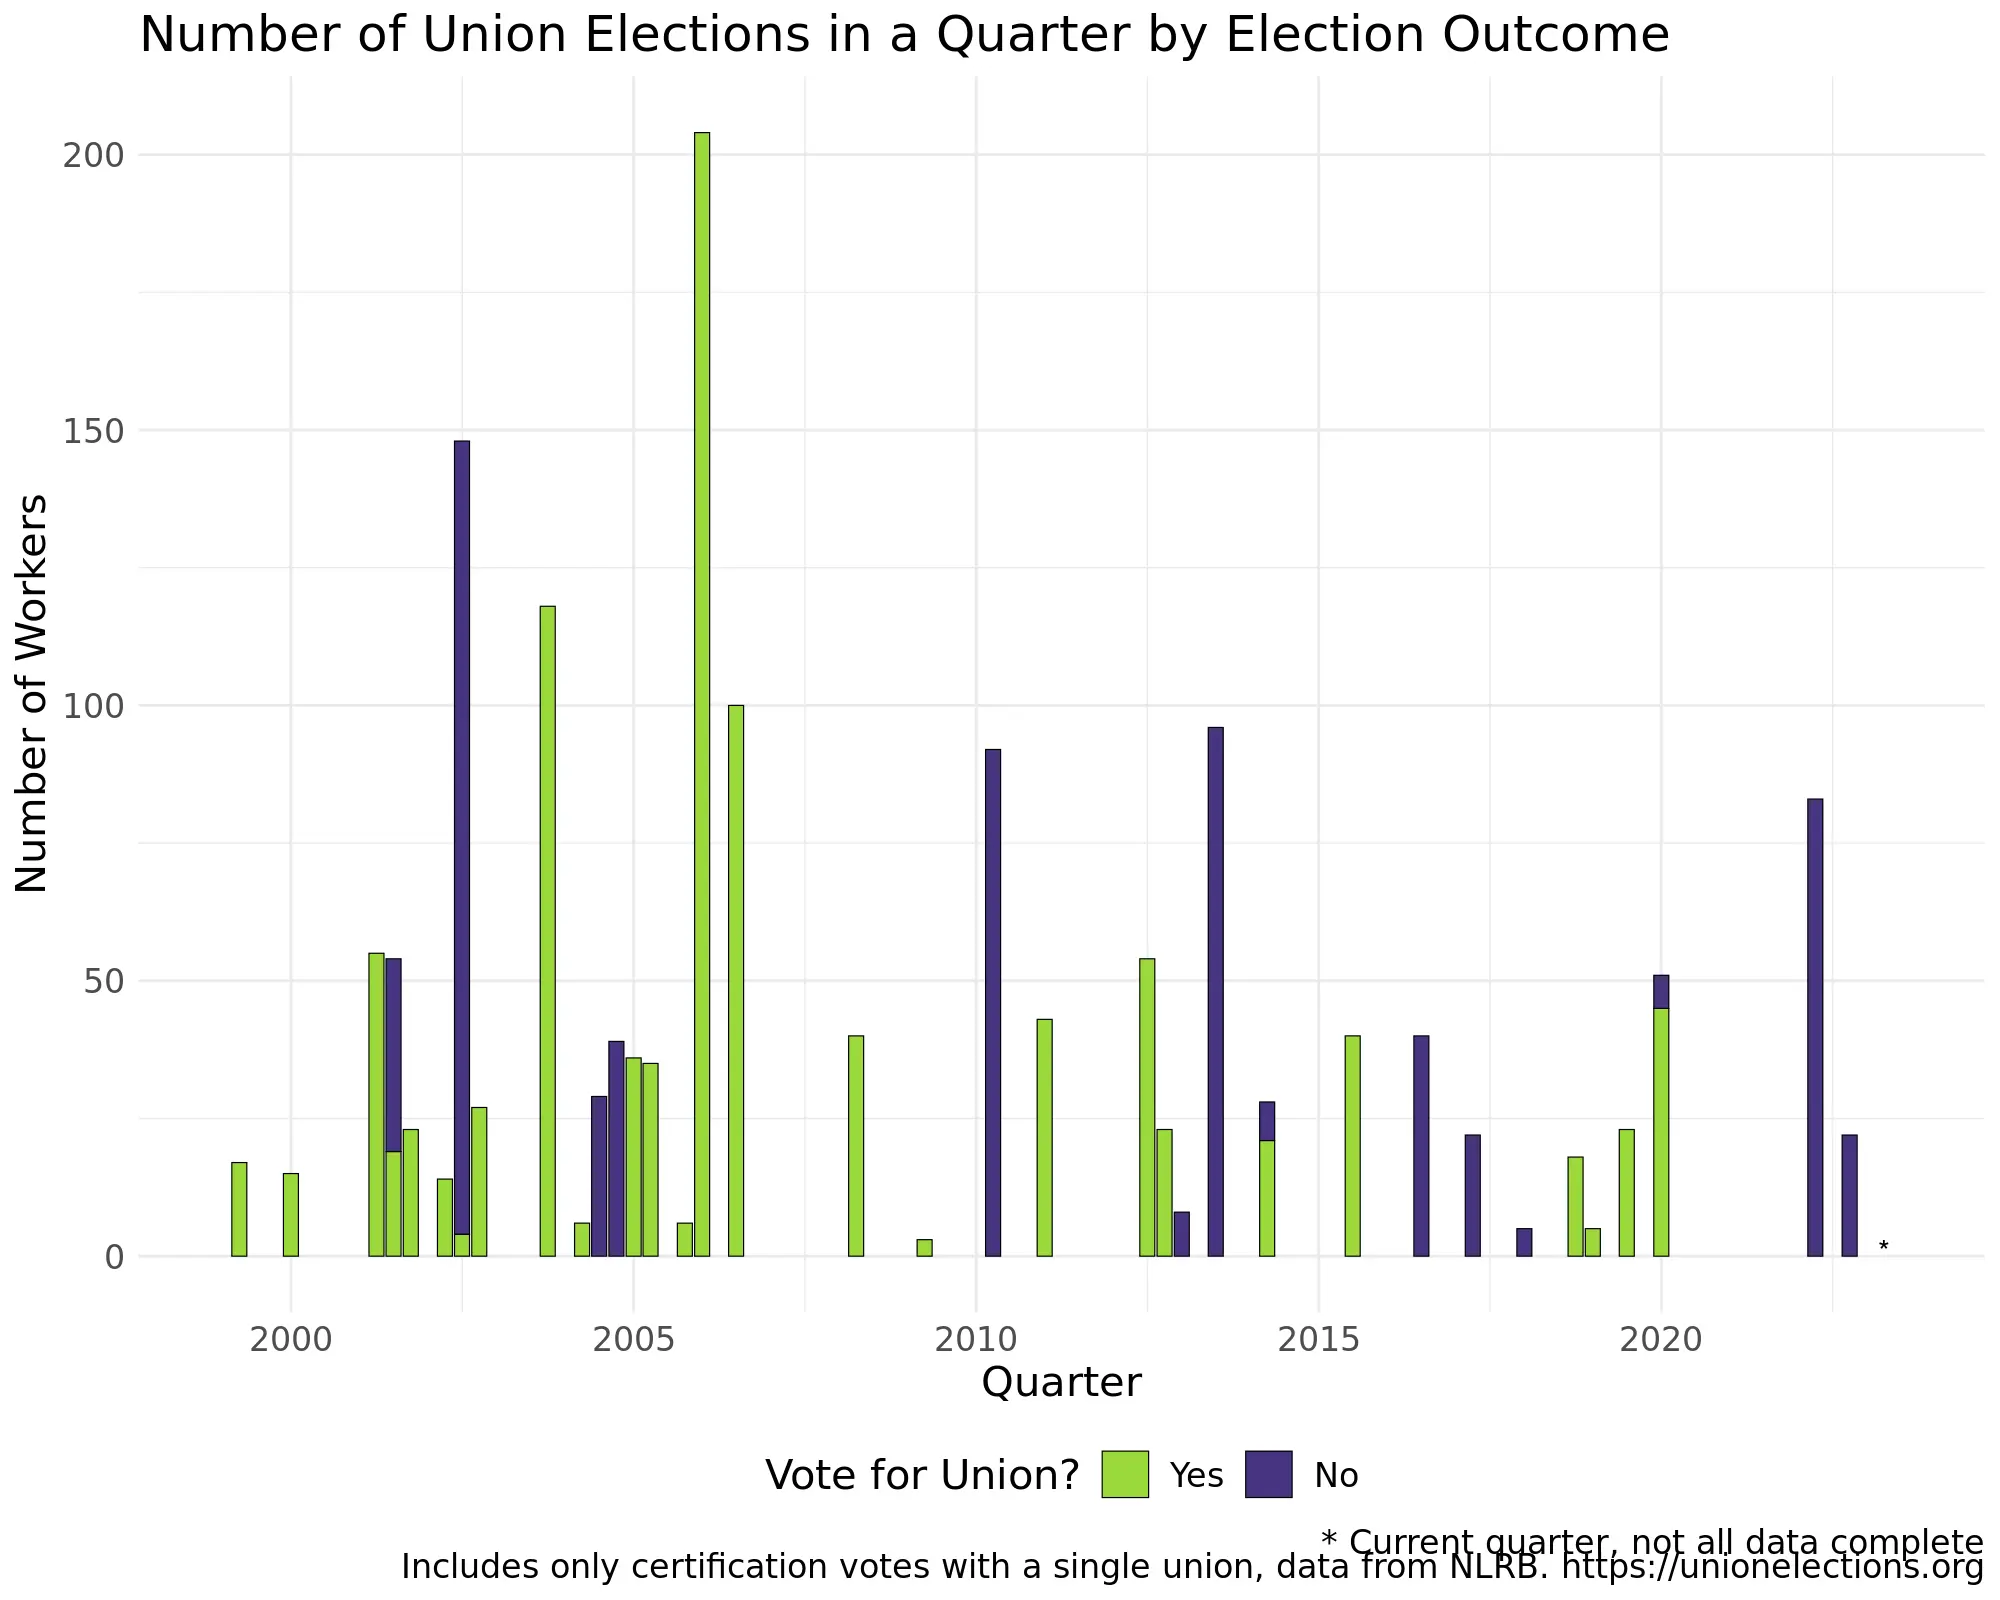 Number of Union Elections in a Quarter by Election Outcome
Number of Workers
200
150
100
50
0
*
2000 2005 2010 2015 2020
Quarter
Vote for Union? Yes No
* Current quarter, not all data complete
Includes only certification votes with a single union, data from NLRB. https://unionelections.org